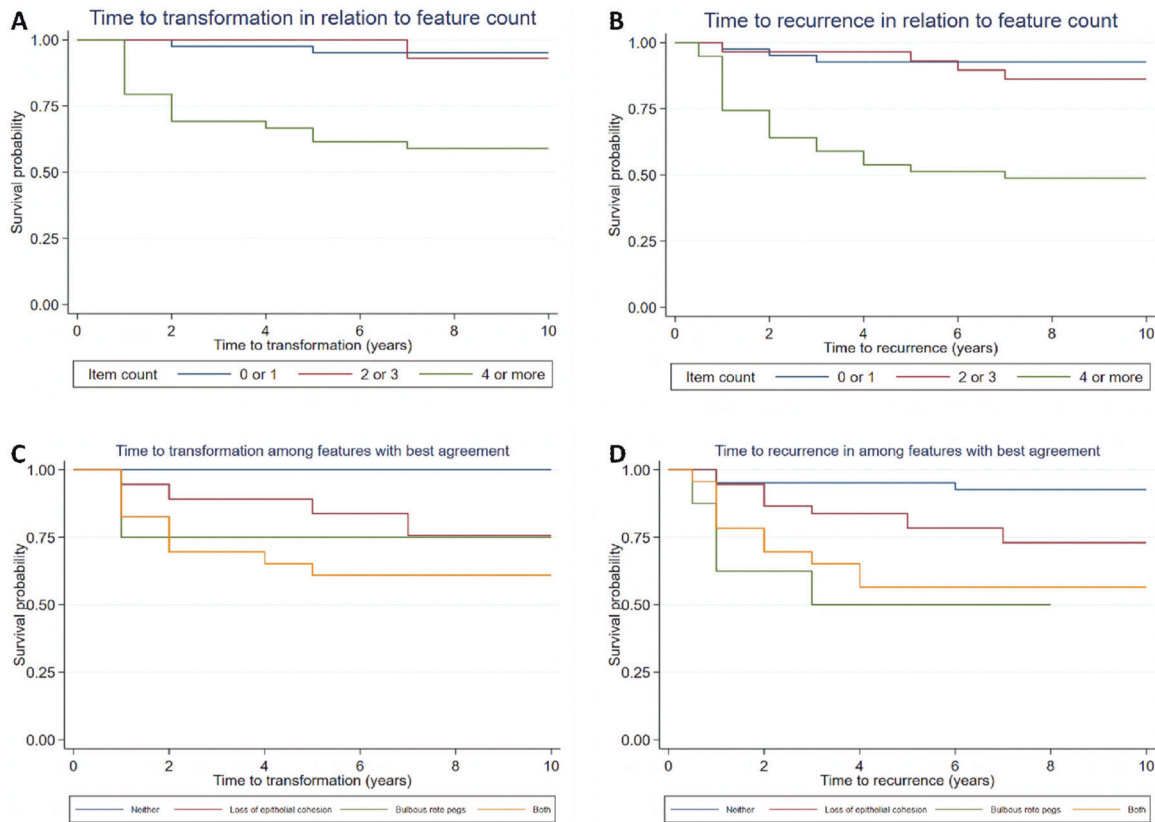 A
Time to transformation in relation to feature count
1.00
0.75
0.50
0.25
0.00
Survival probability
0 2 4 6 8 10
Time to transformation (years)
Item count 0 or 1 2 or 3 4 or more
B
Time to recurrence in relation to feature count
1.00
0.75
0.50
0.25
0.00
Survival probability
0 2 4 6 8 10
Time to recurrence (years)
Item count 0 or 1 2 or 3 4 or more
C
Time to transformation among features with best agreement
1.00
0.75
0.50
0.25
0.00
Survival probability
0 2 4 6 8 10
Time to transformation (years)
Neither Loss of epithelial cohesion Bulbous rete pegs Both
D
Time to recurrence in among features with best agreement
1.00
0.75
0.50
0.25
0.00
Survival probability
0 2 4 6 8 10
Time to recurrence (years)
Neither Loss of epithelial cohesion Bulbous rete pegs Both